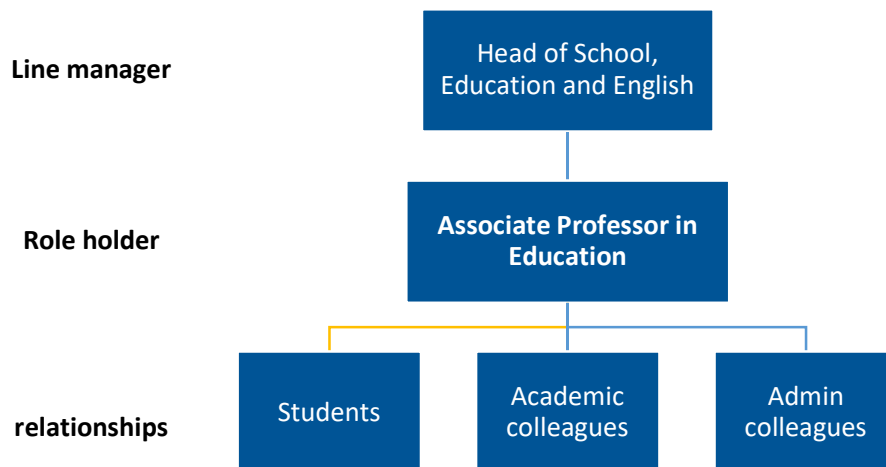 Line manager
Head of School,
Education and English
Role holder
Associate Professor in
Education
relationships
Students
Academic
colleagues
Admin
colleagues